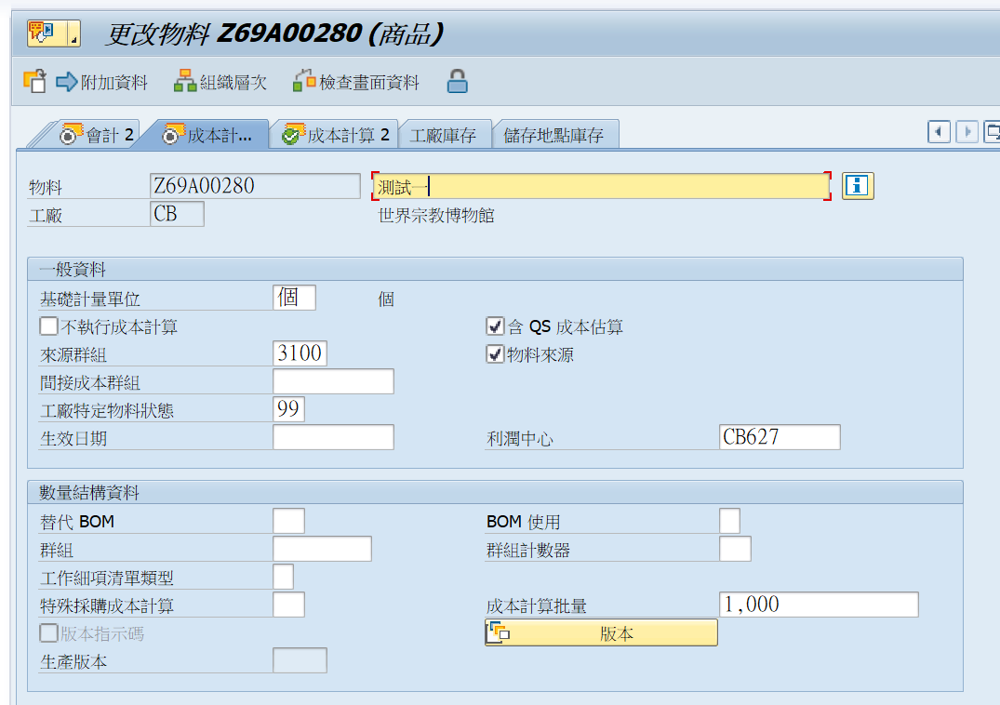 更改物料 Z69A00280 (商品)
附加資料 組織層次 檢查畫面資料
會計 2 成本計... 成本計算 2 工廠庫存 儲存地點庫存
物料 Z69A00280 測試一
工廠 CB 世界宗教博物館
一般資料
基礎計量單位 個 個
不執行成本計算 含 QS 成本估算
來源群組 3100 物料來源
間接成本群組
工廠特定物料狀態 99
生效日期 利潤中心 CB627
數量結構資料
替代 BOM BOM 使用
群組 群組計數器
工作細項清單類型
特殊採購成本計算 成本計算批量 1,000
版本指示碼 版本
生產版本